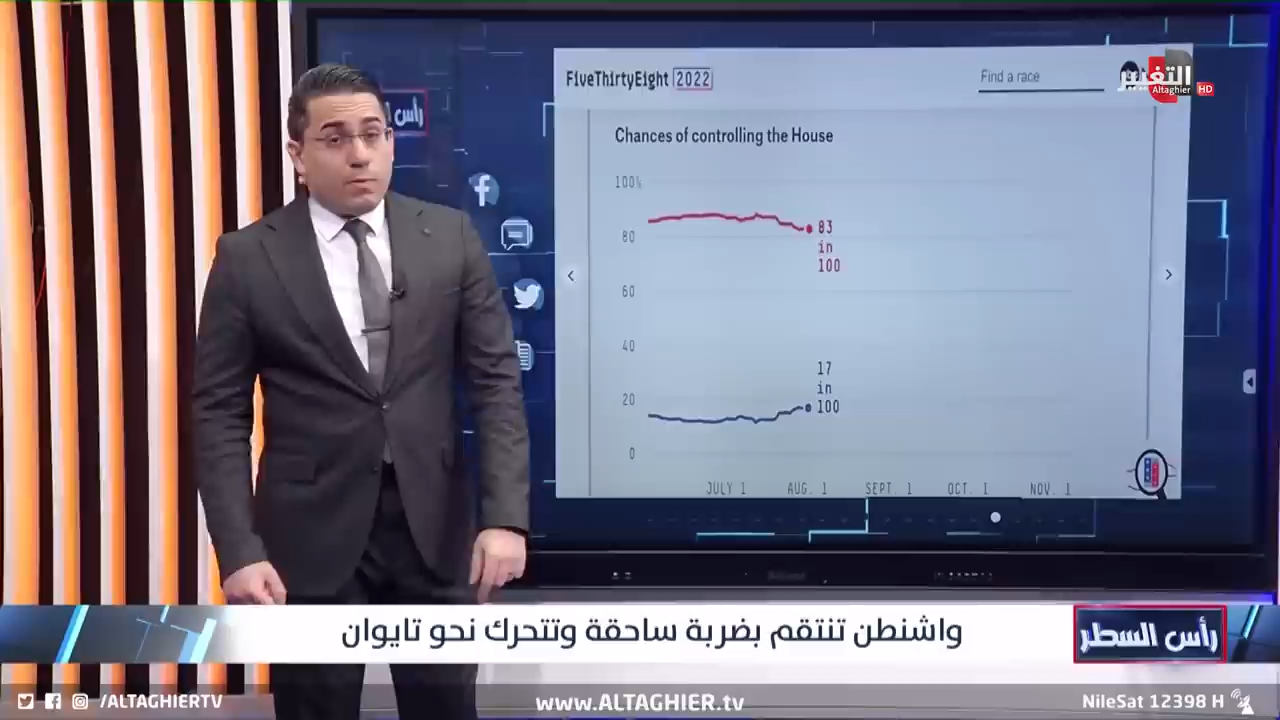 FiveThirtyEight 2022
Find a race
التغيير
Altaghier HD
رأس
Chances of controlling the House
100%
83
in
100
80
60
40
17
in
100
20
0
JULY 1 AUG. 1 SEPT. 1 OCT. 1 NOV. 1
واشنطن تنتقم بضربة ساحقة وتتحرك نحو تايوان
رأس السطر
/ALTAGHIERTV
www.ALTAGHIER.tv
NileSat 12398 H